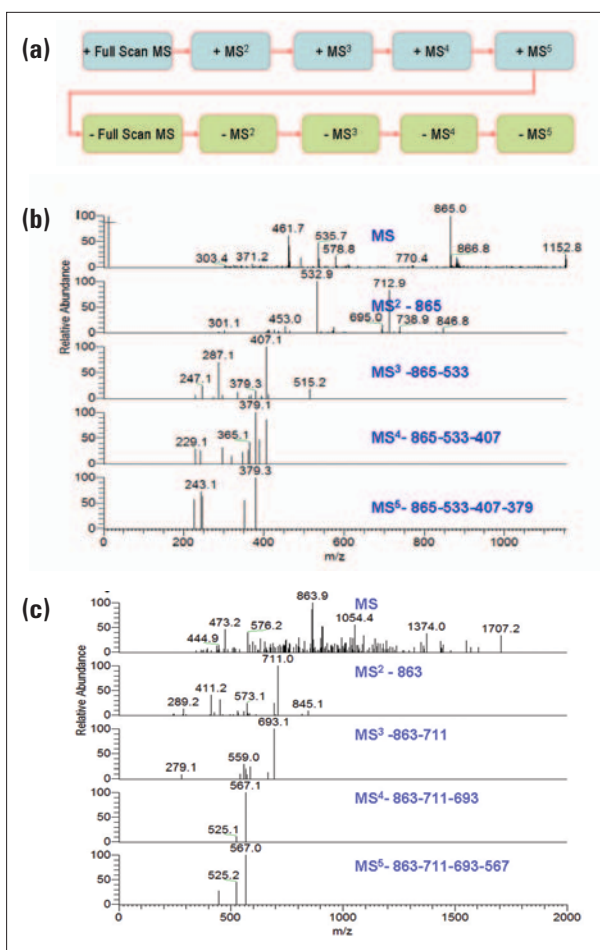 (a)
+ Full Scan MS + MS² + MS³ + MS⁴ + MS⁵
- Full Scan MS - MS² - MS³ - MS⁴ - MS⁵
(b)
Relative Abundance
100
50
0
303.4 371.2 461.7 535.7 578.8 770.4 865.0 866.8 1152.8
MS
100
50
0
301.1 453.0 532.9 695.0 712.9 738.9 846.8
MS² - 865
100
50
0
247.1 287.1 379.3 407.1 515.2
MS³ -865-533
100
50
0
229.1 365.1 379.1
MS⁴- 865-533-407
100
50
0
243.1 379.3
MS⁵- 865-533-407-379
0 200 400 600 800 1000
m/z
(c)
Relative Abundance
100
50
0
444.9 473.2 576.2 863.9 1054.4 1374.0 1707.2
MS
100
50
0
289.2 411.2 573.1 711.0 845.1
MS² - 863
100
50
0
279.1 559.0 693.1
MS³ -863-711
100
50
0
525.1 567.1
MS⁴- 863-711-693
100
50
0
525.2 567.0
MS⁵- 863-711-693-567
0 500 1000 1500 2000
m/z